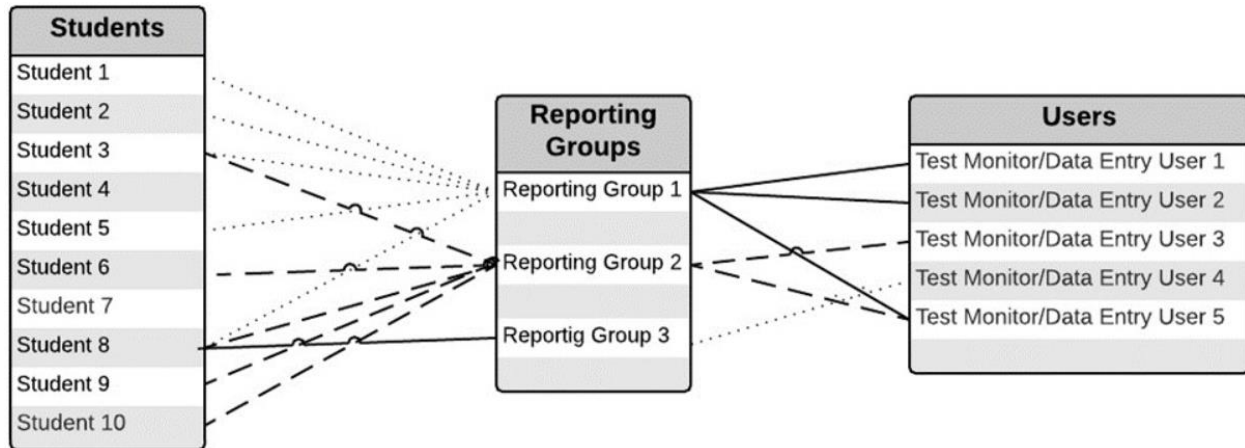 Students
Student 1
Student 2
Student 3
Student 4
Student 5
Student 6
Student 7
Student 8
Student 9
Student 10
Reporting
Groups
Reporting Group 1
Reporting Group 2
Reportig Group 3
Users
Test Monitor/Data Entry User 1
Test Monitor/Data Entry User 2
Test Monitor/Data Entry User 3
Test Monitor/Data Entry User 4
Test Monitor/Data Entry User 5